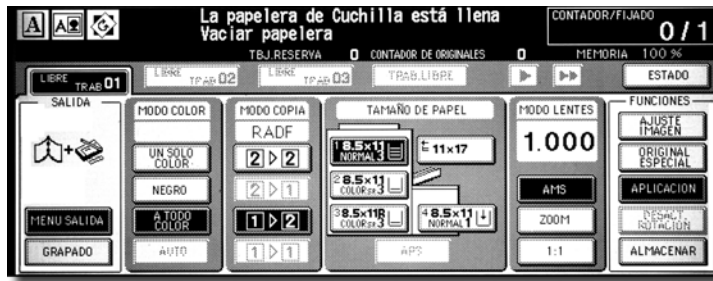 A A
La papelera de Cuchilla está llena
Vaciar papelera
CONTADOR/FIJADO
0/1
TBJ.RESERVA 0 CONTADOR DE ORIGINALES 0 MEMORIA 100 %
LIBRE TRAB 01
LIBRE TRAB 02
LIBRE TRAB 03
TRAB.LIBRE
ESTADO
SALIDA
MENU SALIDA
GRAPADO
MODO COLOR
UN SOLO
COLOR
NEGRO
A TODO
COLOR
AUTO
MODO COPIA
RADF
2 2
2 1
1 2
1 1
TAMAÑO DE PAPEL
1 8.5x11
NORMAL 3
11x17
2 8.5x11
3
3 8.5x11R
3
4 8.5x11
NORMAL 1
APS
MODO LENTES
1.000
AMS
ZOOM
1:1
FUNCIONES
AJUSTE
IMAGEN
ORIGINAL
ESPECIAL
APLICACION
DESACT.
ROTACION
ALMACENAR